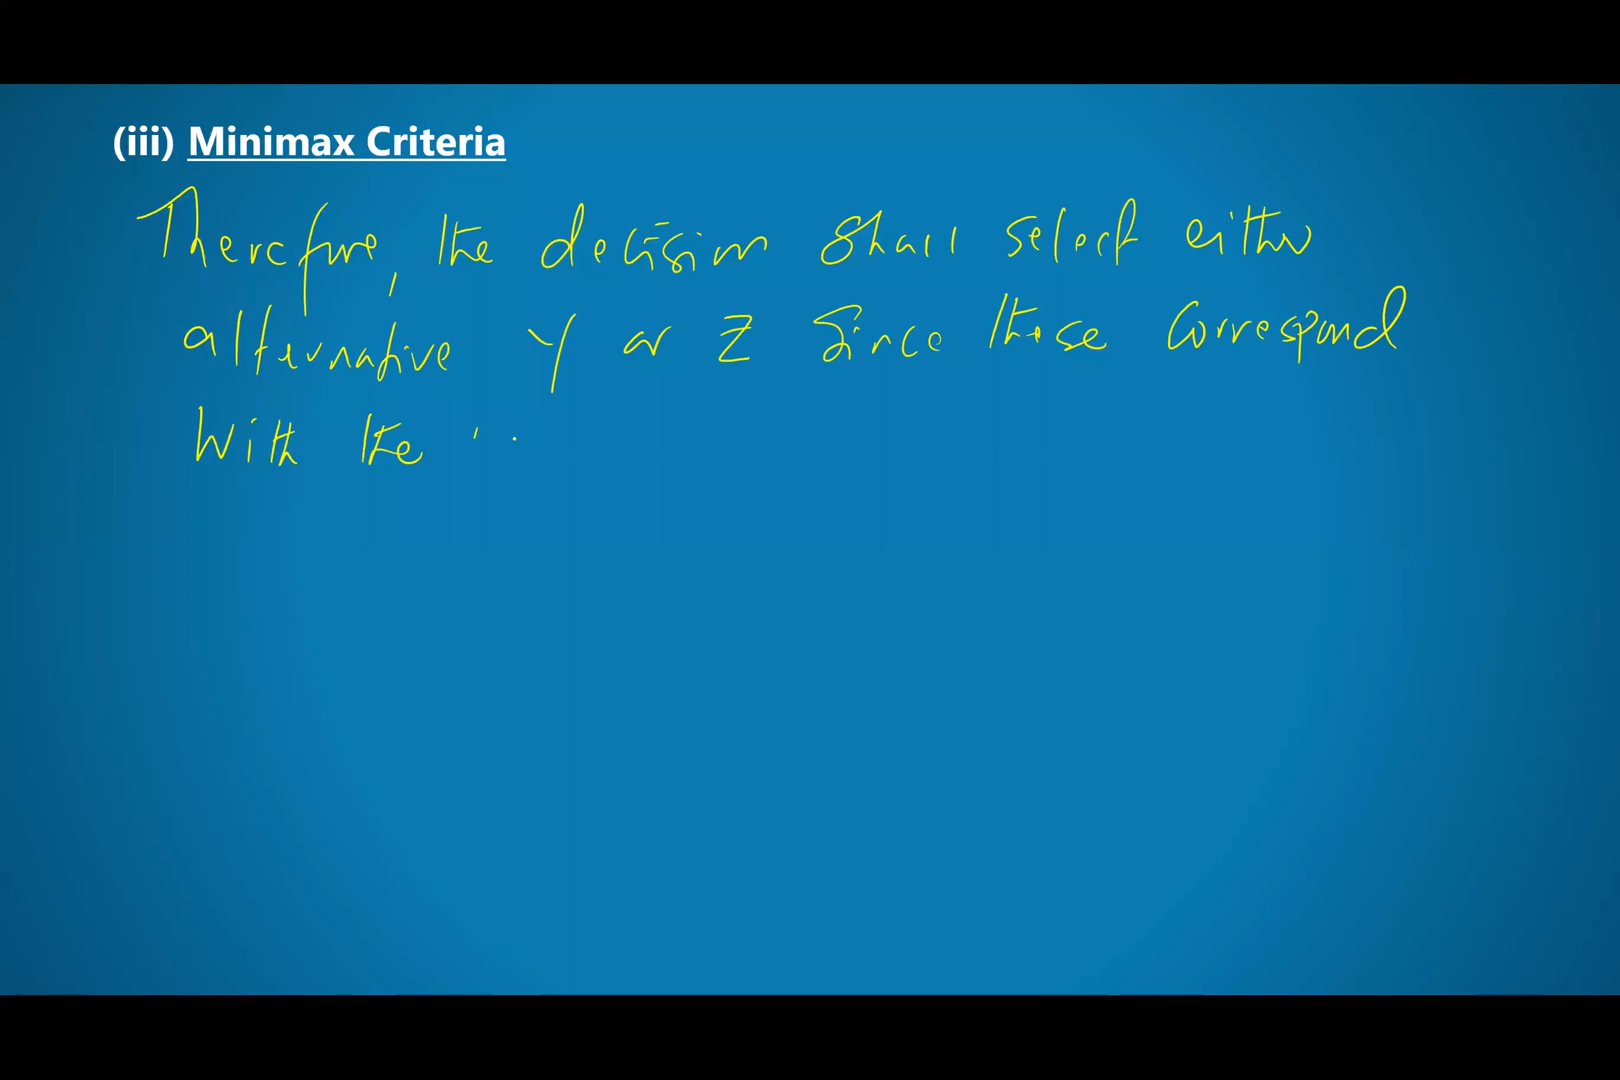 (iii) Minimax Criteria
Therefore, the decision shall select either
alternative Y or Z since these correspond
With the